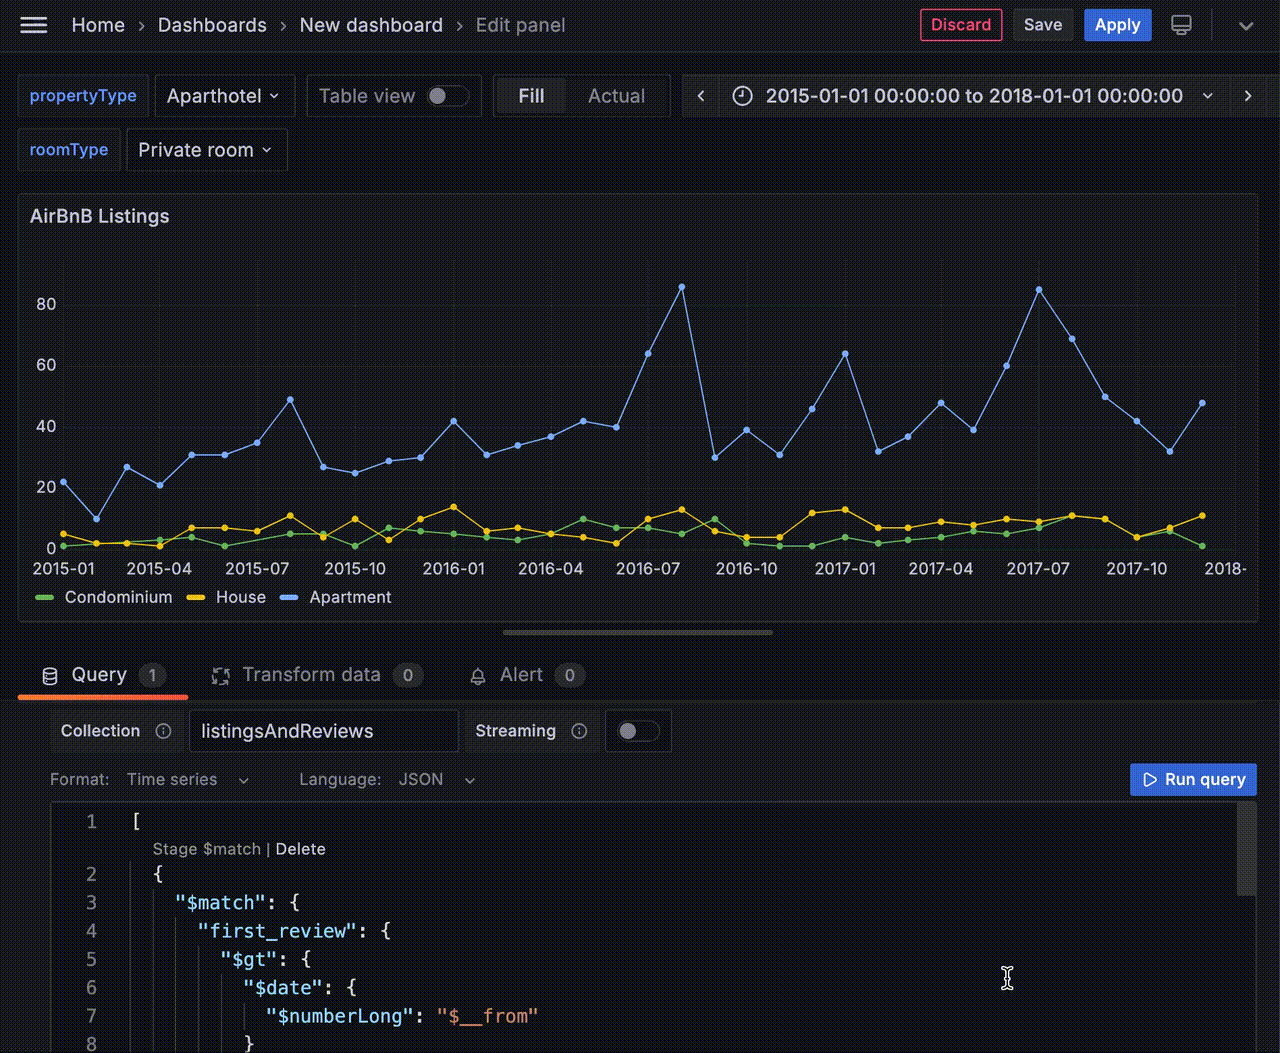 Home › Dashboards › New dashboard › Edit panel Discard Save Apply
propertyType Aparthotel Table view Fill Actual 2015-01-01 00:00:00 to 2018-01-01 00:00:00
roomType Private room
AirBnB Listings
80
60
40
20
0
2015-01 2015-04 2015-07 2015-10 2016-01 2016-04 2016-07 2016-10 2017-01 2017-04 2017-07 2017-10 2018-
Condominium House Apartment
Query 1 Transform data 0 Alert 0
Collection listingsAndReviews Streaming
Format: Time series Language: JSON Run query
1 [
Stage $match | Delete
2 {
3 "$match": {
4 "first_review": {
5 "$gt": {
6 "$date": {
7 "$numberLong": "$__from"
8 }